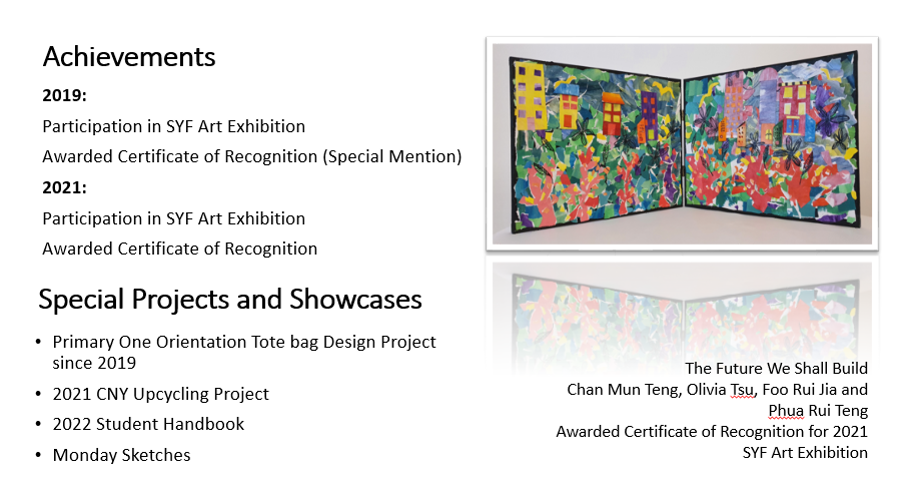 Achievements
2019:
Participation in SYF Art Exhibition
Awarded Certificate of Recognition (Special Mention)
2021:
Participation in SYF Art Exhibition
Awarded Certificate of Recognition
Special Projects and Showcases
• Primary One Orientation Tote bag Design Project
since 2019
• 2021 CNY Upcycling Project
• 2022 Student Handbook
• Monday Sketches
The Future We Shall Build
Chan Mun Teng, Olivia Tsu, Foo Rui Jia and
Phua Rui Teng
Awarded Certificate of Recognition for 2021
SYF Art Exhibition